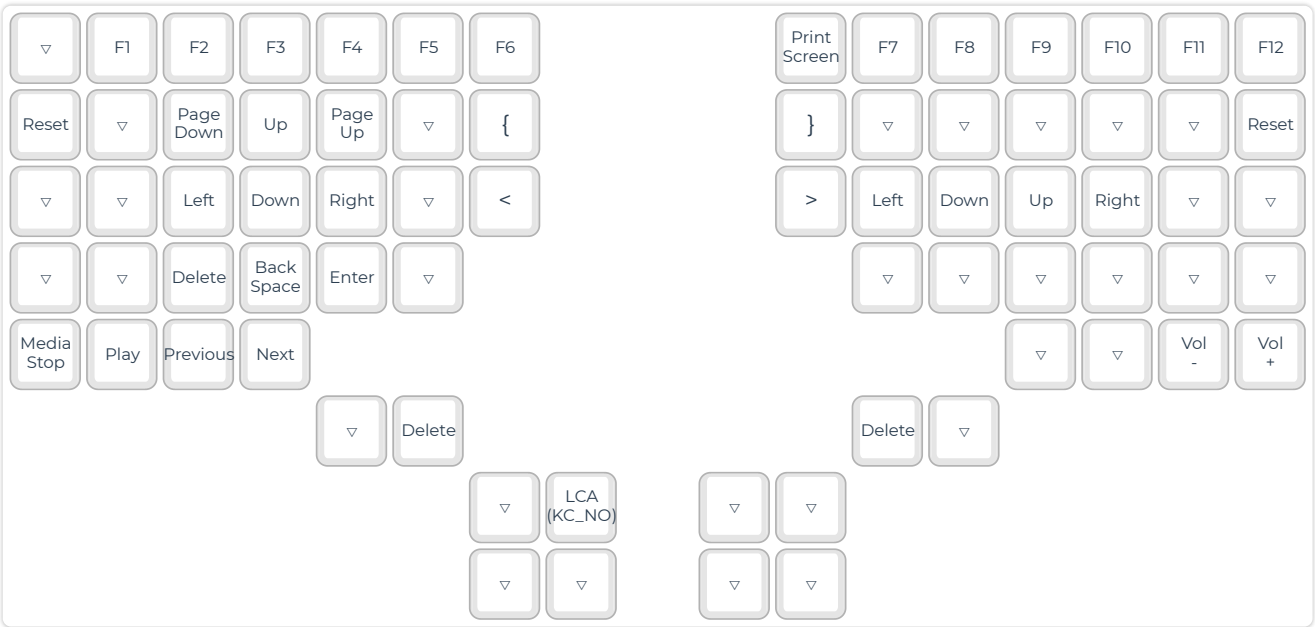 ▽ F1 F2 F3 F4 F5 F6 Print Screen F7 F8 F9 F10 F11 F12
Reset ▽ Page Down Up Page Up ▽ { } ▽ ▽ ▽ ▽ ▽ Reset
▽ ▽ Left Down Right ▽ < > Left Down Up Right ▽ ▽
▽ ▽ Delete Back Space Enter ▽ ▽ ▽ ▽ ▽ ▽ ▽
Media Stop Play Previous Next ▽ ▽ Vol - Vol +
▽ Delete Delete ▽
▽ LCA (KC_NO) ▽ ▽
▽ ▽ ▽ ▽